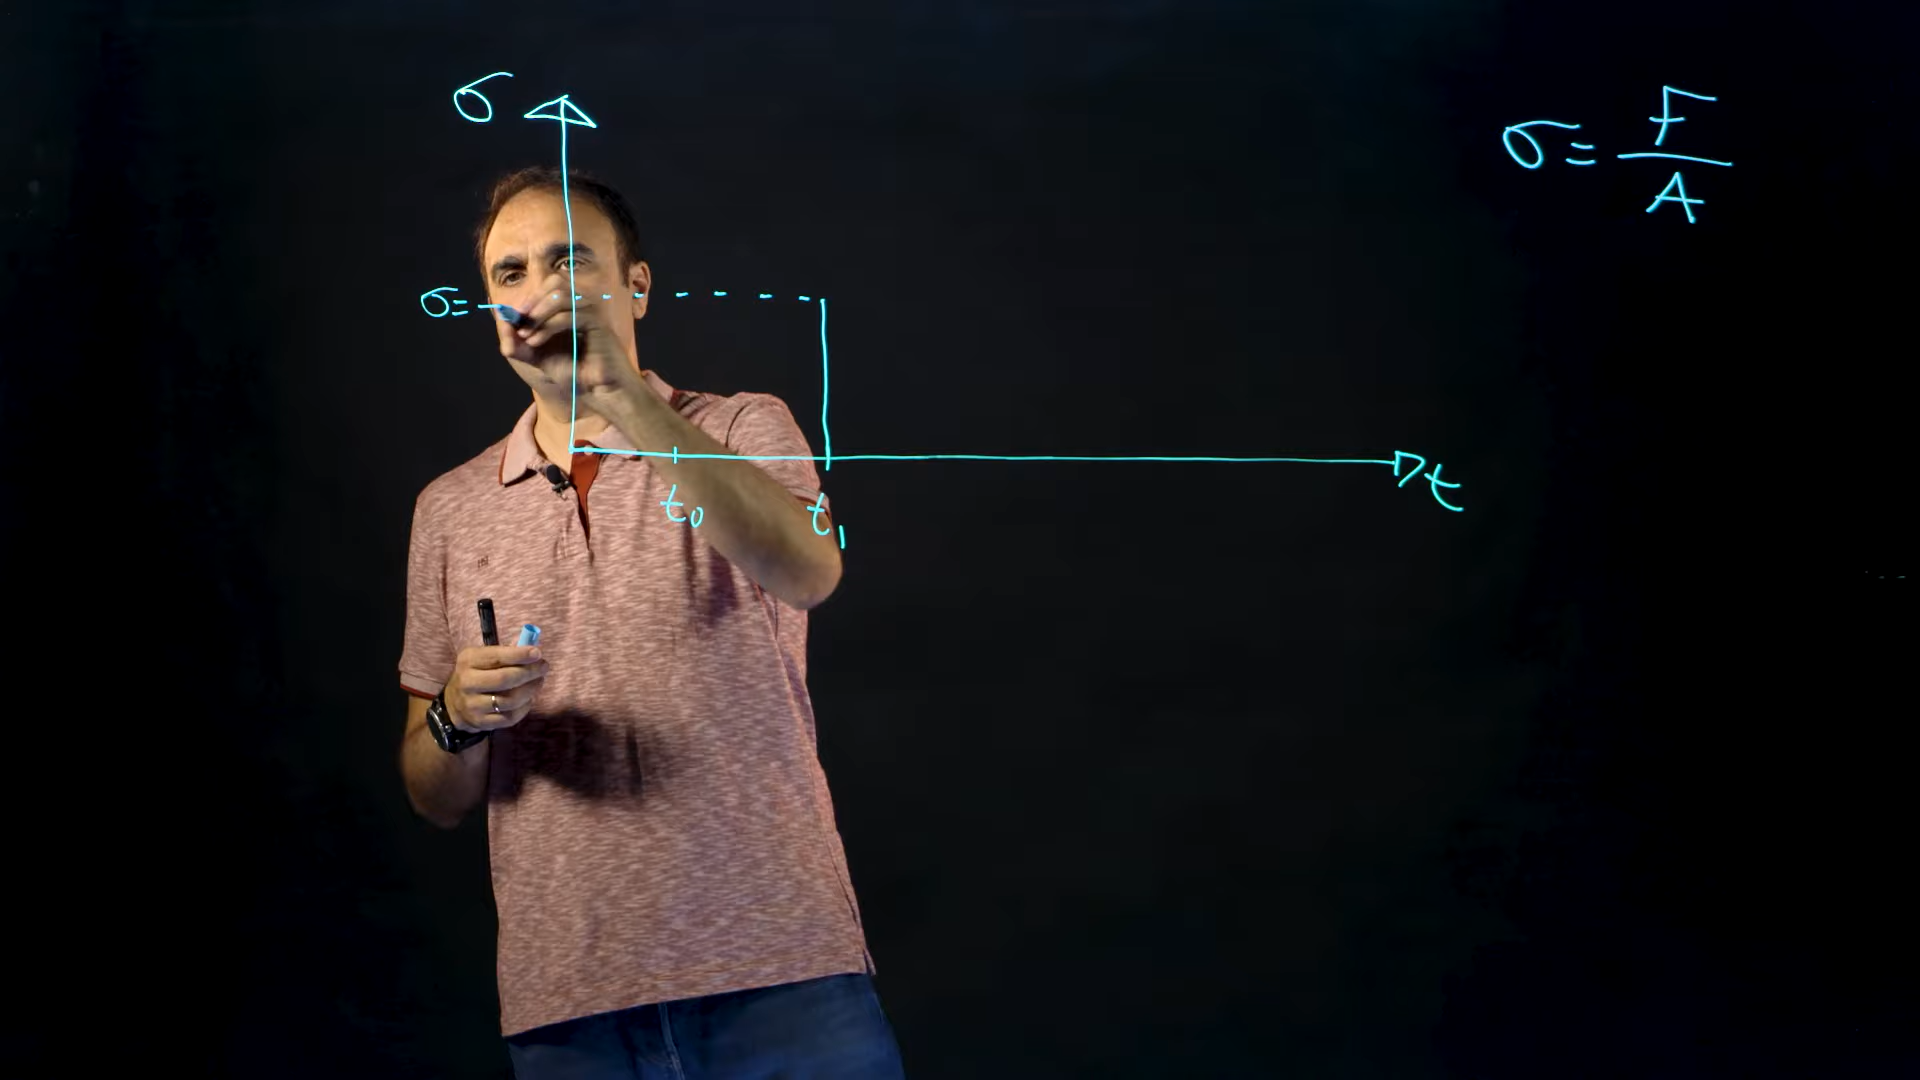 σ
σ = F / A
σ = —
t₀
t₁
t